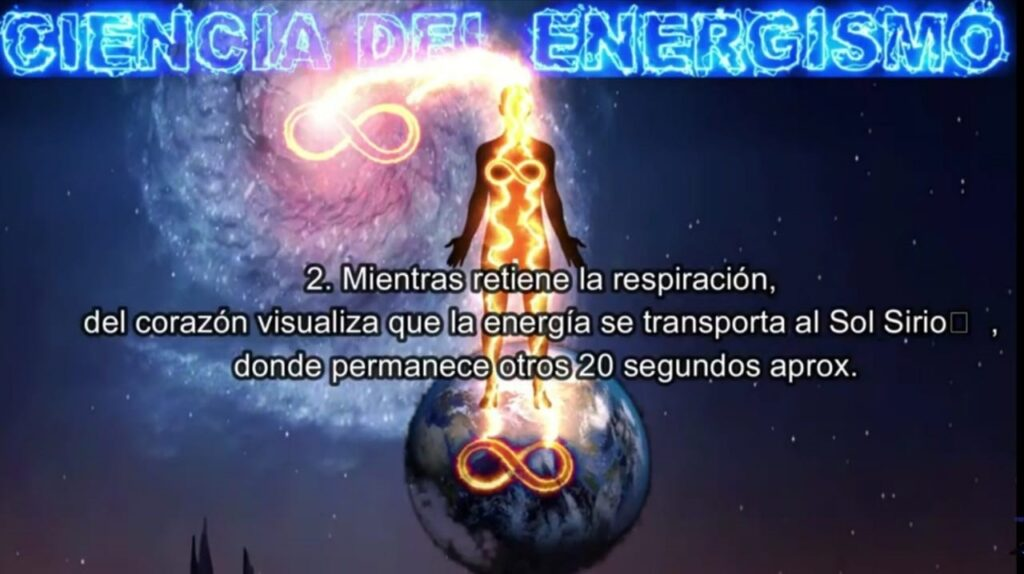 CIENCIA DEL ENERGISMO
2. Mientras retiene la respiración,
del corazón visualiza que la energía se transporta al Sol Sirio□ ,
donde permanece otros 20 segundos aprox.